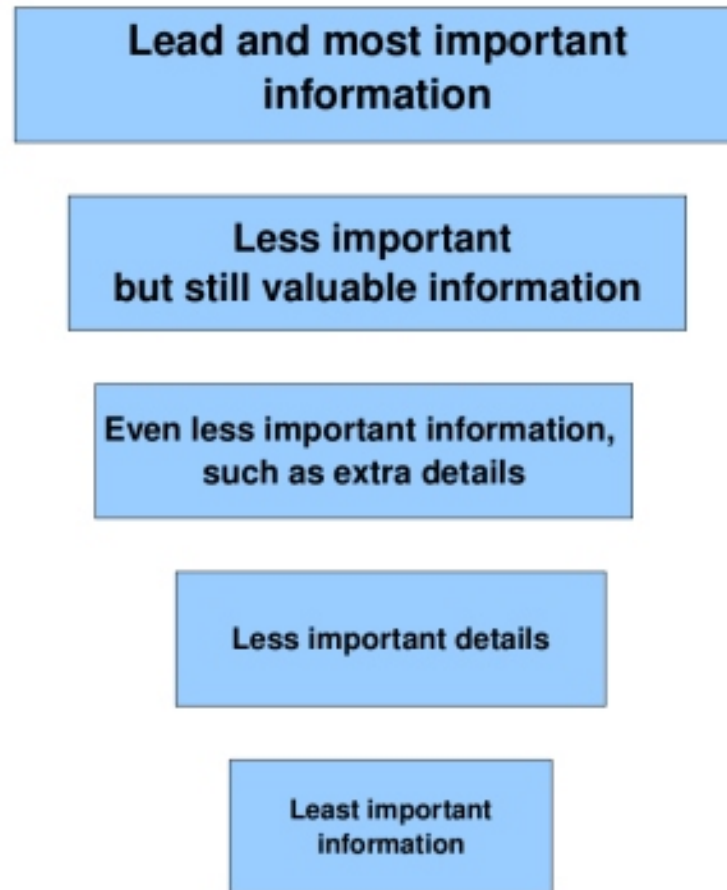 Lead and most important
information
Less important
but still valuable information
Even less important information,
such as extra details
Less important details
Least important
information